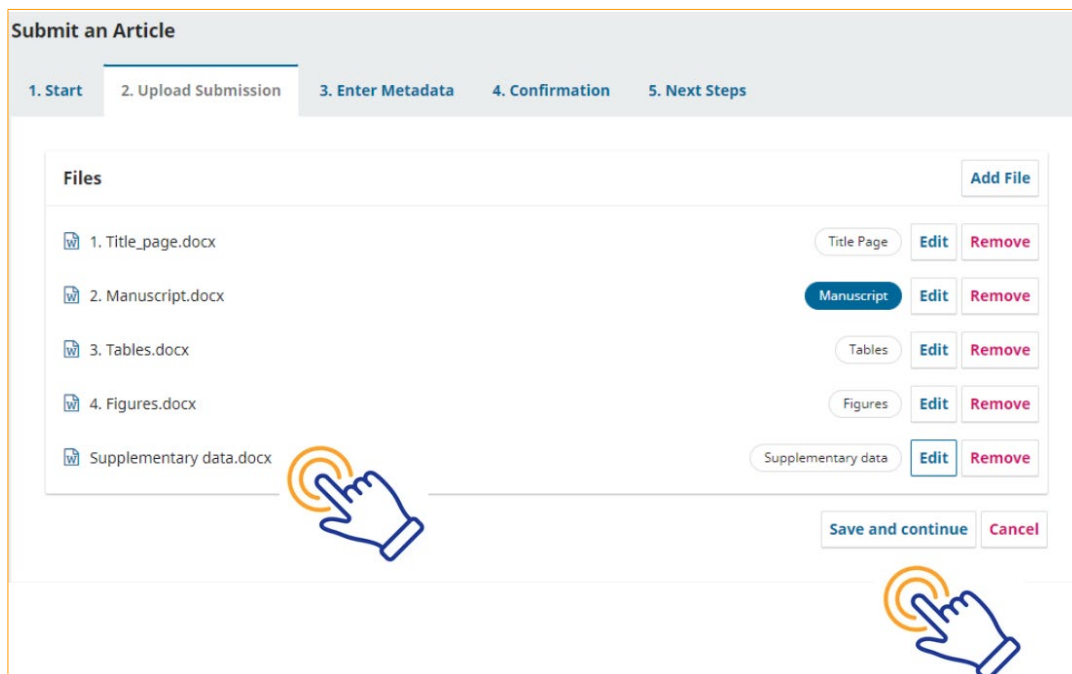 Submit an Article
1. Start 2. Upload Submission 3. Enter Metadata 4. Confirmation 5. Next Steps
Files Add File
1. Title_page.docx Title Page Edit Remove
2. Manuscript.docx Manuscript Edit Remove
3. Tables.docx Tables Edit Remove
4. Figures.docx Figures Edit Remove
Supplementary data.docx Supplementary data Edit Remove
Save and continue Cancel